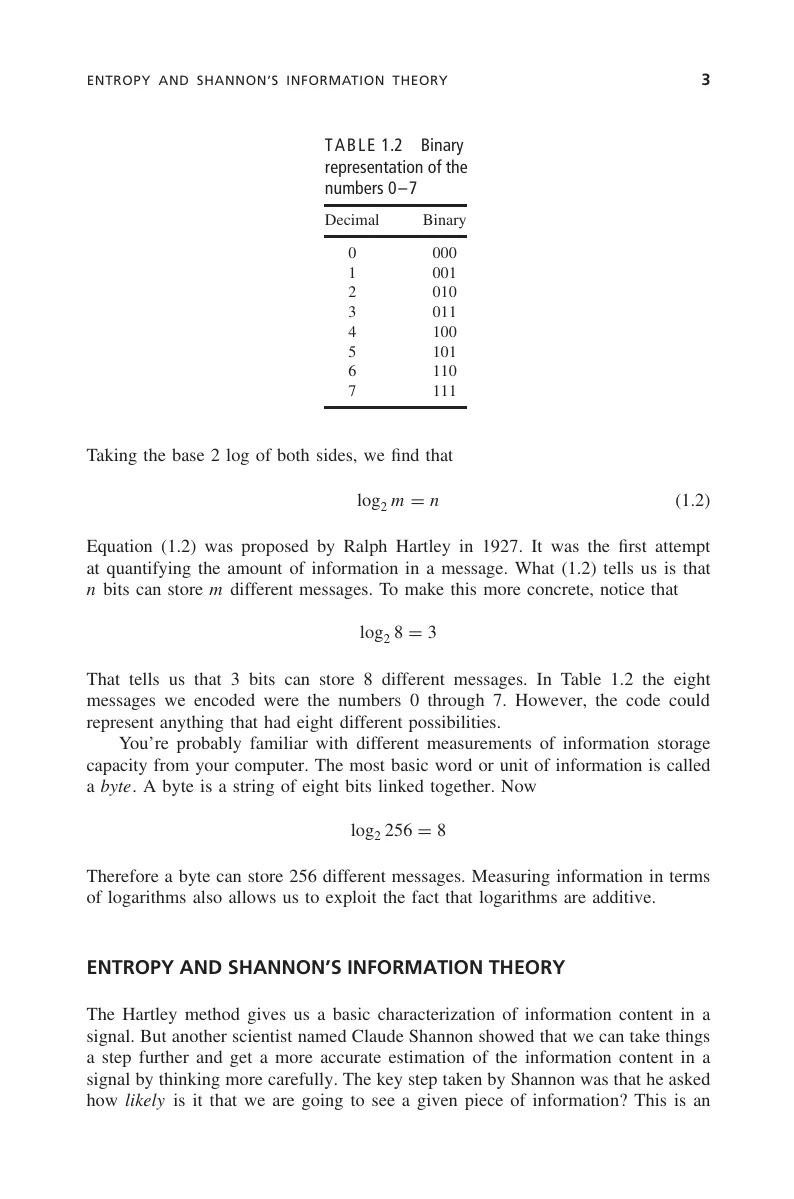 ENTROPY AND SHANNON’S INFORMATION THEORY 3
TABLE 1.2 Binary
representation of the
numbers 0–7
Decimal Binary
0 000
1 001
2 010
3 011
4 100
5 101
6 110
7 111
Taking the base 2 log of both sides, we find that
log₂ m = n (1.2)
Equation (1.2) was proposed by Ralph Hartley in 1927. It was the first attempt
at quantifying the amount of information in a message. What (1.2) tells us is that
n bits can store m different messages. To make this more concrete, notice that
log₂ 8 = 3
That tells us that 3 bits can store 8 different messages. In Table 1.2 the eight
messages we encoded were the numbers 0 through 7. However, the code could
represent anything that had eight different possibilities.
You’re probably familiar with different measurements of information storage
capacity from your computer. The most basic word or unit of information is called
a byte. A byte is a string of eight bits linked together. Now
log₂ 256 = 8
Therefore a byte can store 256 different messages. Measuring information in terms
of logarithms also allows us to exploit the fact that logarithms are additive.
ENTROPY AND SHANNON’S INFORMATION THEORY
The Hartley method gives us a basic characterization of information content in a
signal. But another scientist named Claude Shannon showed that we can take things
a step further and get a more accurate estimation of the information content in a
signal by thinking more carefully. The key step taken by Shannon was that he asked
how likely is it that we are going to see a given piece of information? This is an